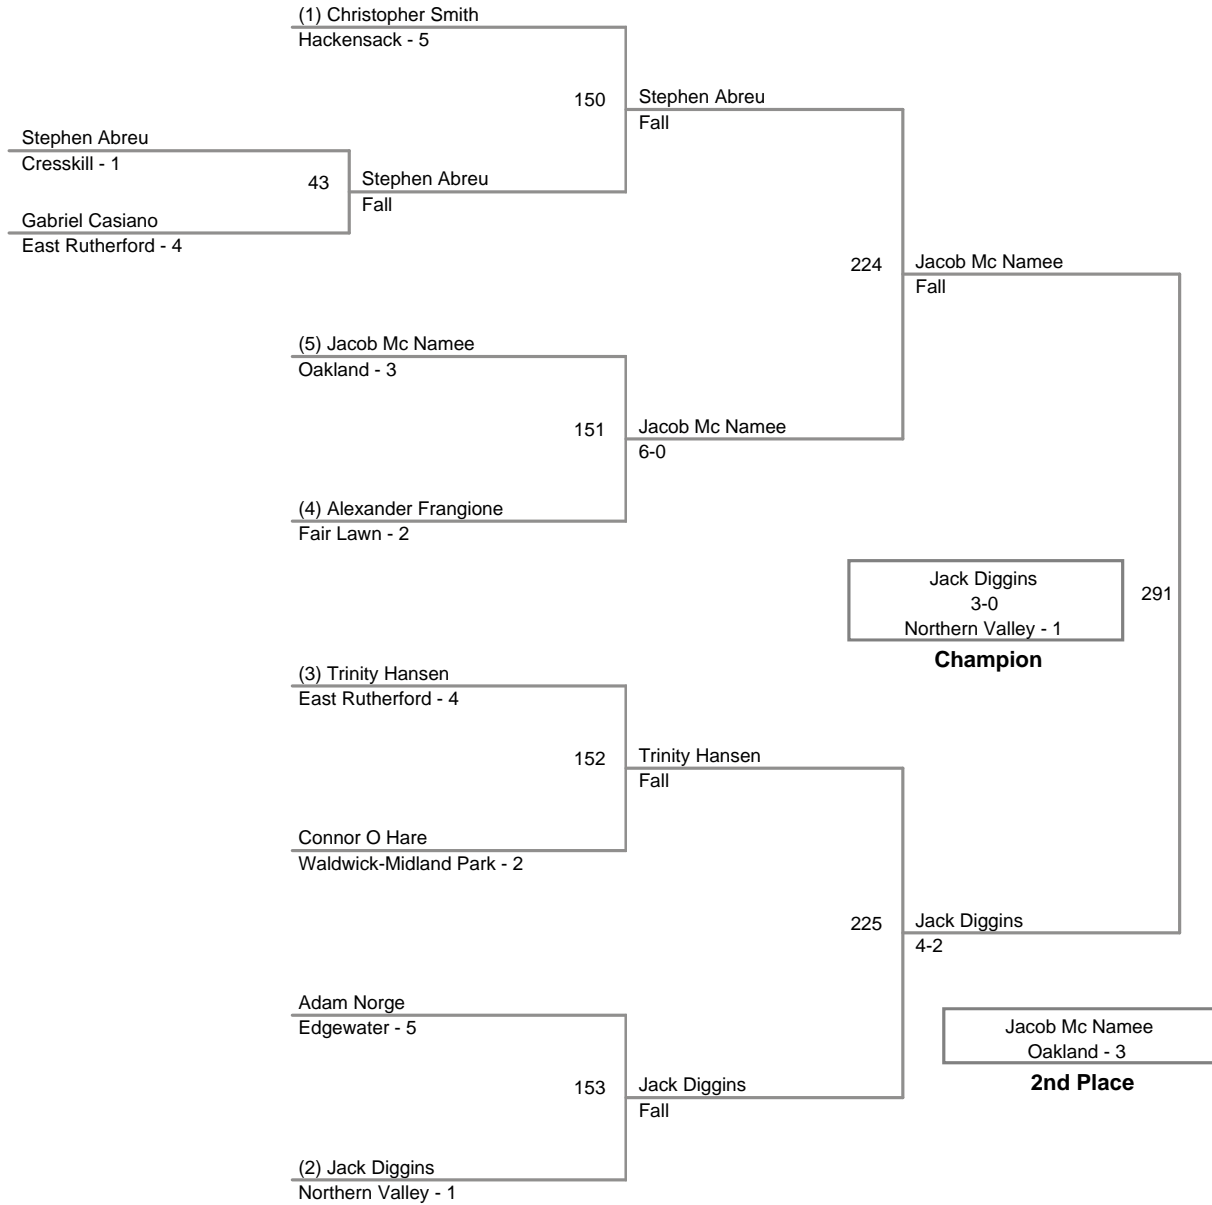 (1) Christopher Smith
Hackensack - 5
150
Stephen Abreu
Fall
Stephen Abreu
Cresskill - 1
43
Stephen Abreu
Fall
Gabriel Casiano
East Rutherford - 4
224
Jacob Mc Namee
Fall
(5) Jacob Mc Namee
Oakland - 3
151
Jacob Mc Namee
6-0
(4) Alexander Frangione
Fair Lawn - 2
Jack Diggins
3-0
Northern Valley - 1
Champion
291
(3) Trinity Hansen
East Rutherford - 4
152
Trinity Hansen
Fall
Connor O Hare
Waldwick-Midland Park - 2
225
Jack Diggins
4-2
Adam Norge
Edgewater - 5
Jacob Mc Namee
Oakland - 3
2nd Place
153
Jack Diggins
Fall
(2) Jack Diggins
Northern Valley - 1